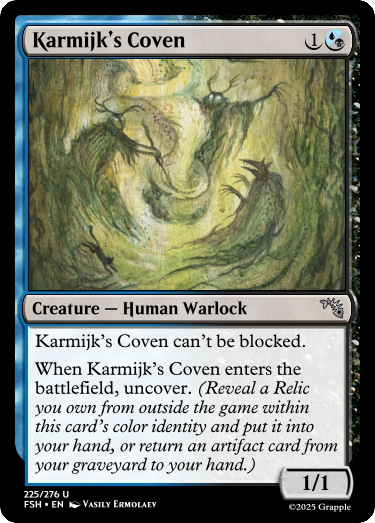 Karmijk's Coven 1
Creature — Human Warlock
Karmijk's Coven can't be blocked.
When Karmijk's Coven enters the
battlefield, uncover. (Reveal a Relic
you own from outside the game within
this card's color identity and put it into
your hand, or return an artifact card from
your graveyard to your hand.)
1/1
225/276 U
FSH • EN Vasily Ermolaev
©2025 Grapple